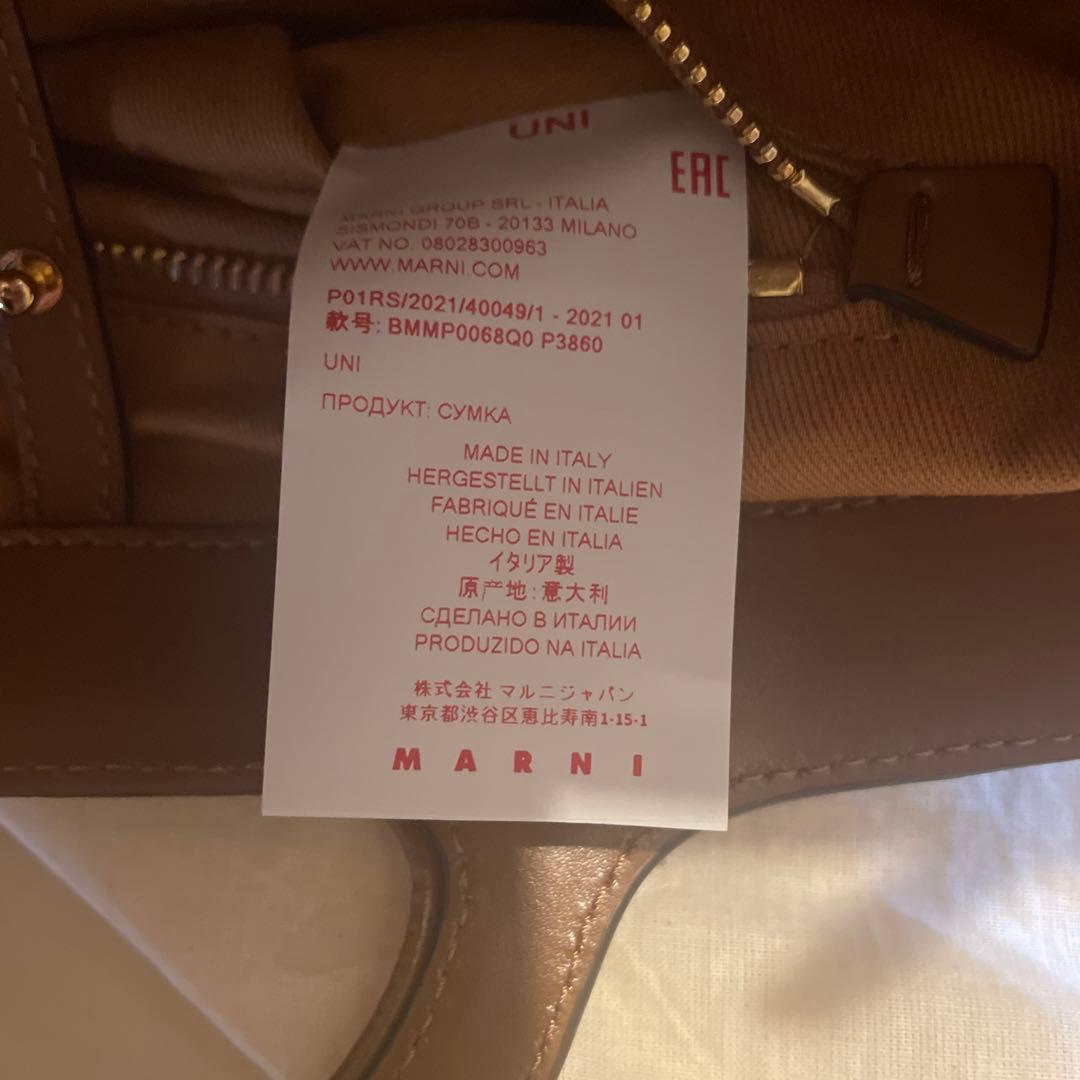 UNI
EAC
MARNI GROUP SRL - ITALIA
SISMONDI 70B - 20133 MILANO
VAT NO. 08028300963
WWW.MARNI.COM
P01RS/2021/40049/1 - 2021 01
款号: BMMP0068Q0 P3860
UNI
ПРОДУКТ: СУМКА
MADE IN ITALY
HERGESTELLT IN ITALIEN
FABRIQUÉ EN ITALIE
HECHO EN ITALIA
イタリア製
原产地:意大利
СДЕЛАНО В ИТАЛИИ
PRODUZIDO NA ITALIA
株式会社 マルニジャパン
東京都渋谷区恵比寿南1-15-1
MARNI